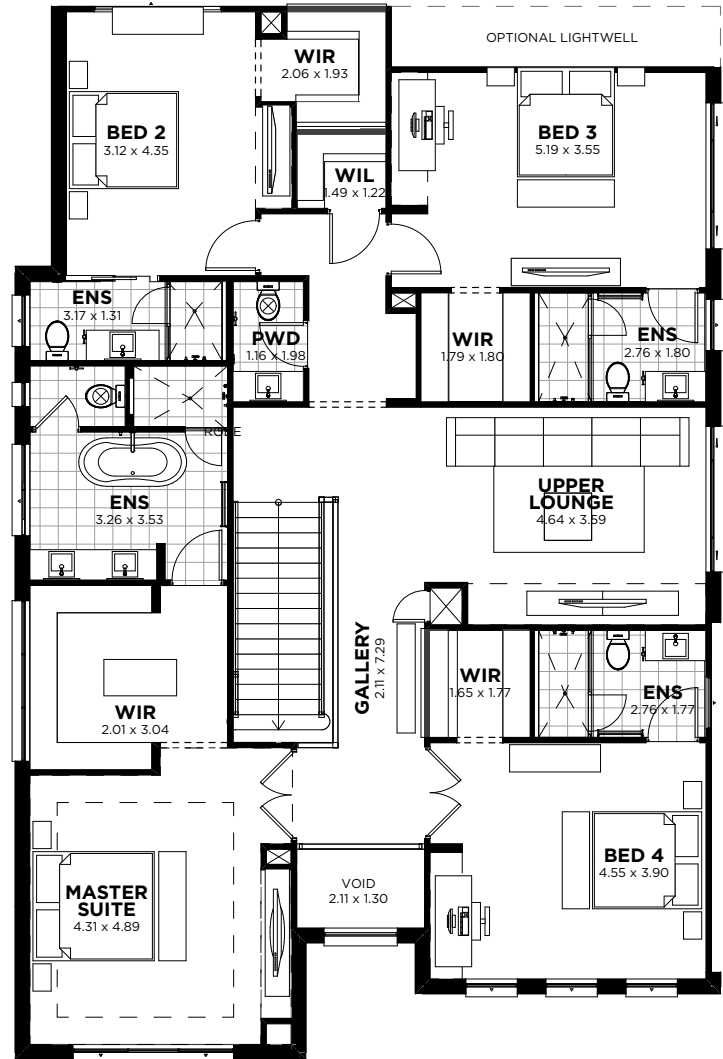 OPTIONAL LIGHTWELL
WIR
2.06 x 1.93
BED 2
3.12 x 4.35
BED 3
5.19 x 3.55
WIL
1.49 x 1.22
ENS
3.17 x 1.31
PWD
1.16 x 1.98
WIR
1.79 x 1.80
ENS
2.76 x 1.80
ROBE
ENS
3.26 x 3.53
UPPER
LOUNGE
4.64 x 3.59
GALLERY
2.11 x 7.29
WIR
2.01 x 3.04
WIR
1.65 x 1.77
ENS
2.76 x 1.77
MASTER
SUITE
4.31 x 4.89
VOID
2.11 x 1.30
BED 4
4.55 x 3.90